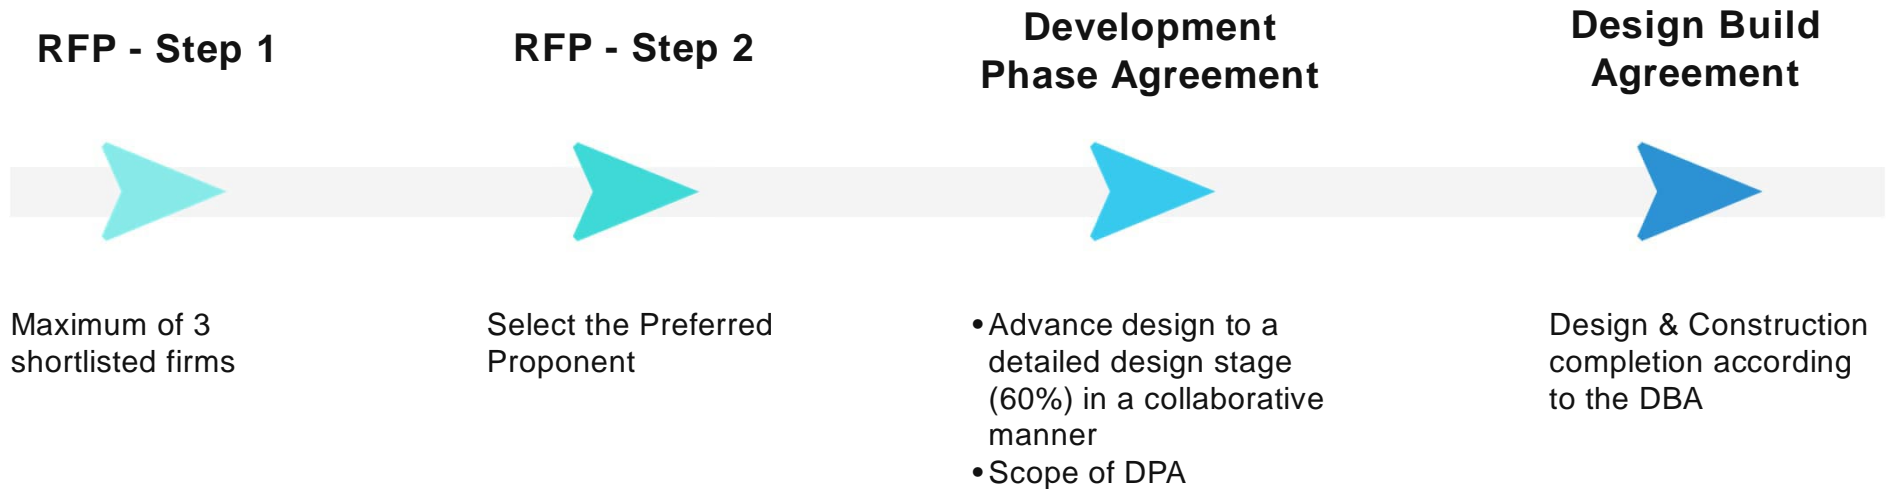 RFP - Step 1
Maximum of 3
shortlisted firms
RFP - Step 2
Select the Preferred
Proponent
Development
Phase Agreement
•Advance design to a
detailed design stage
(60%) in a collaborative
manner
•Scope of DPA
Design Build
Agreement
Design & Construction
completion according
to the DBA